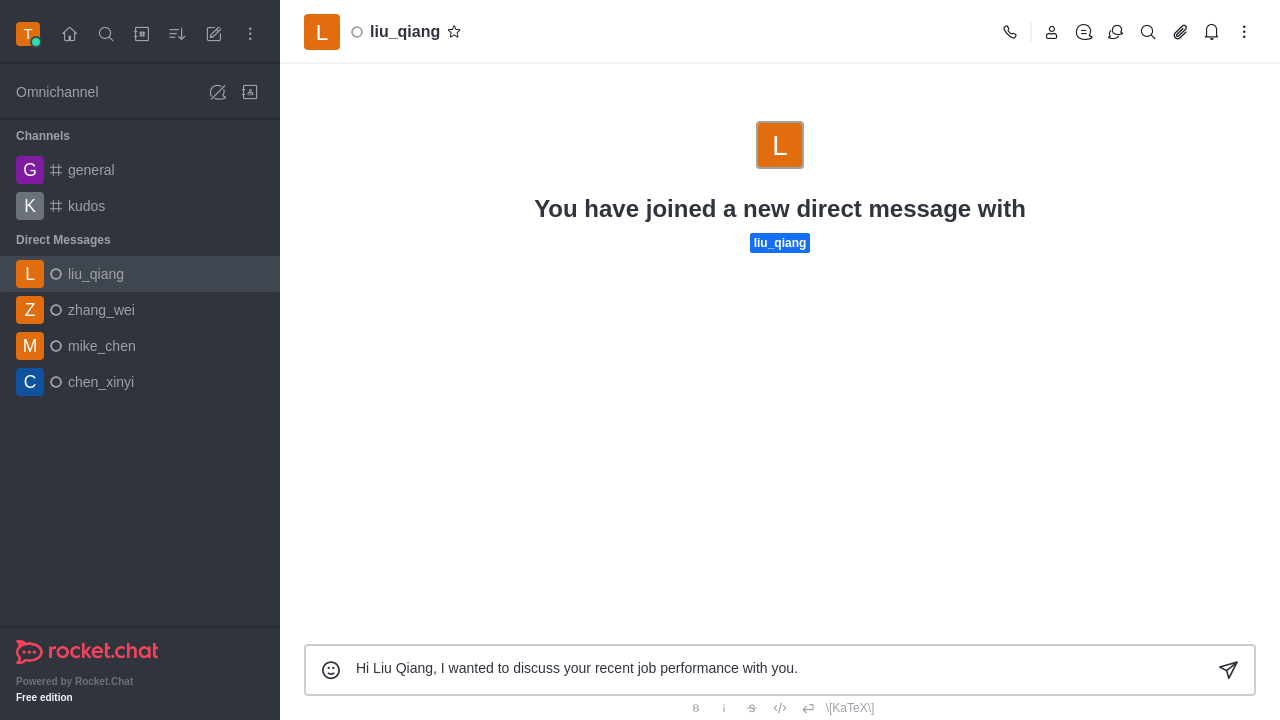 T
Omnichannel
Channels
G general
K kudos
Direct Messages
L liu_qiang
Z zhang_wei
M mike_chen
C chen_xinyi
rocket.chat
Powered by Rocket.Chat
Free edition
L liu_qiang
L
You have joined a new direct message with
liu_qiang
Hi Liu Qiang, I wanted to discuss your recent job performance with you.
B i S \[KaTeX\]